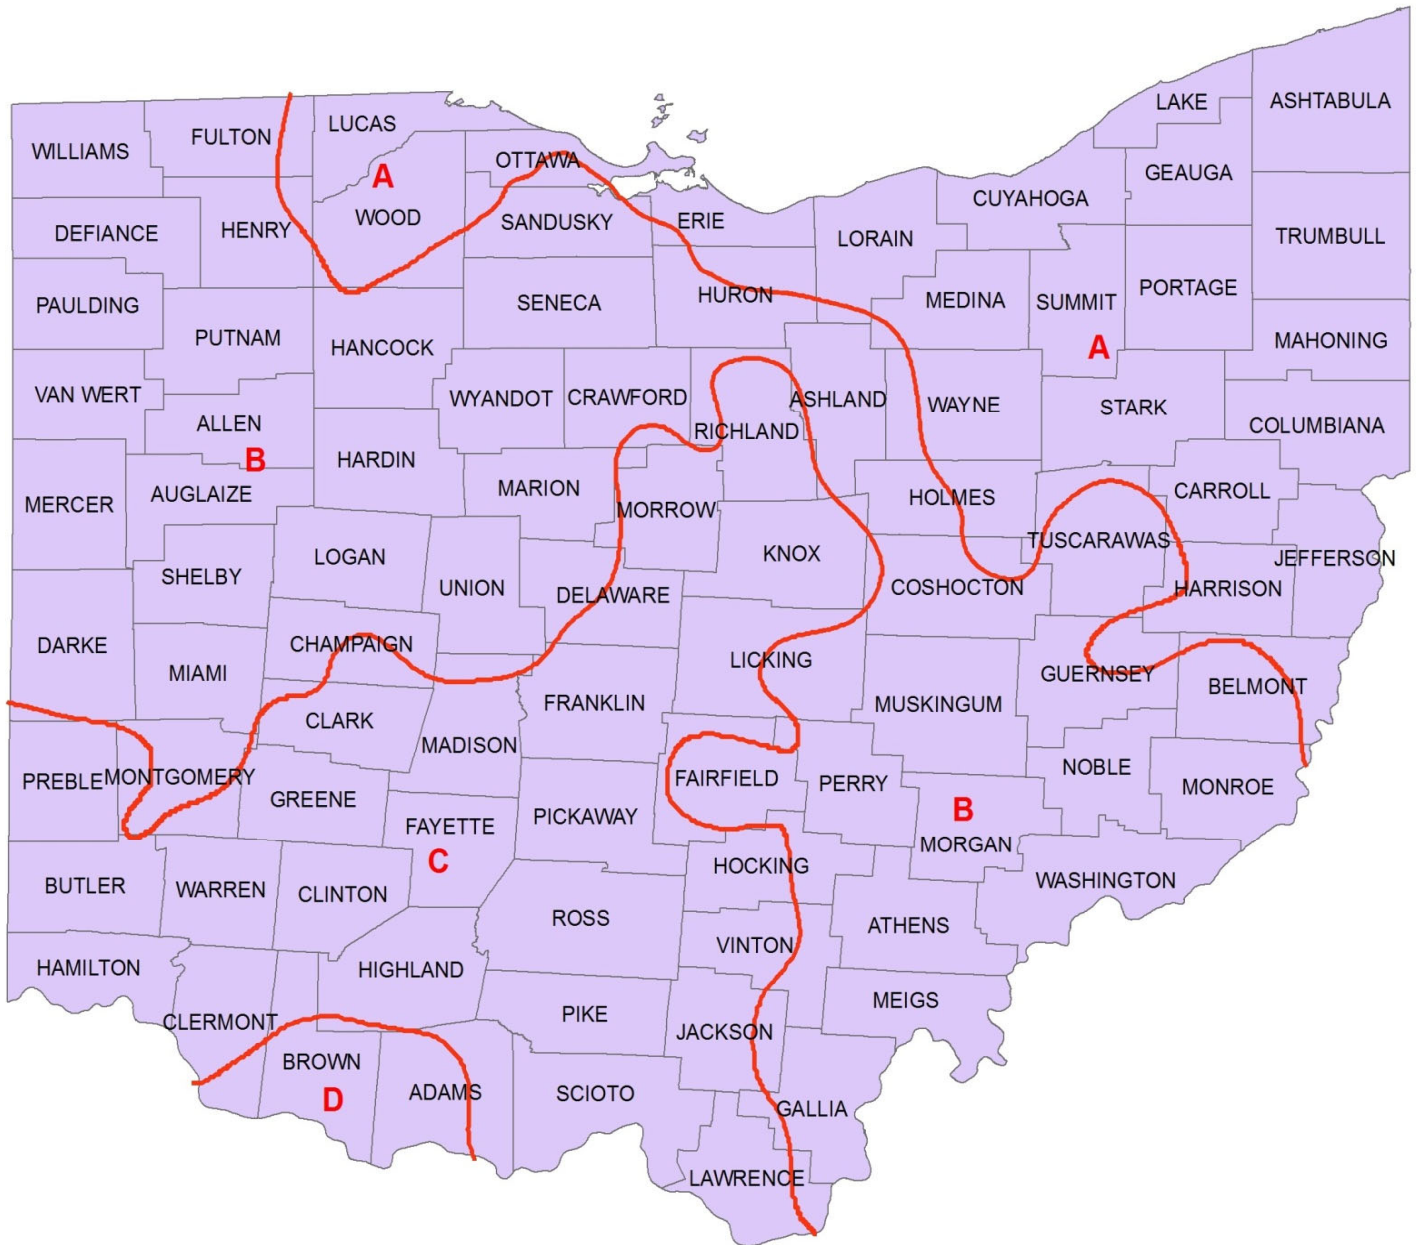 LAKE
ASHTABULA
LUCAS
FULTON
WILLIAMS
OTTAWA
GEAUGA
A
CUYAHOGA
WOOD
SANDUSKY
ERIE
HENRY
DEFIANCE
LORAIN
TRUMBULL
PORTAGE
HURON
MEDINA
SUMMIT
SENECA
PAULDING
PUTNAM
HANCOCK
A
MAHONING
VAN WERT
WYANDOT
CRAWFORD
ASHLAND
WAYNE
STARK
ALLEN
RICHLAND
COLUMBIANA
B
HARDIN
MARION
AUGLAIZE
MERCER
MORROW
HOLMES
CARROLL
TUSCARAWAS
LOGAN
KNOX
JEFFERSON
SHELBY
UNION
DELAWARE
COSHOCTON
HARRISON
DARKE
CHAMPAIGN
MIAMI
LICKING
GUERNSEY
BELMONT
FRANKLIN
MUSKINGUM
CLARK
MADISON
PREBLE
MONTGOMERY
FAIRFIELD
PERRY
NOBLE
MONROE
GREENE
B
FAYETTE
PICKAWAY
MORGAN
C
HOCKING
BUTLER
WARREN
CLINTON
WASHINGTON
ROSS
ATHENS
VINTON
HAMILTON
HIGHLAND
MEIGS
CLERMONT
PIKE
JACKSON
BROWN
D
ADAMS
SCIOTO
GALLIA
LAWRENCE